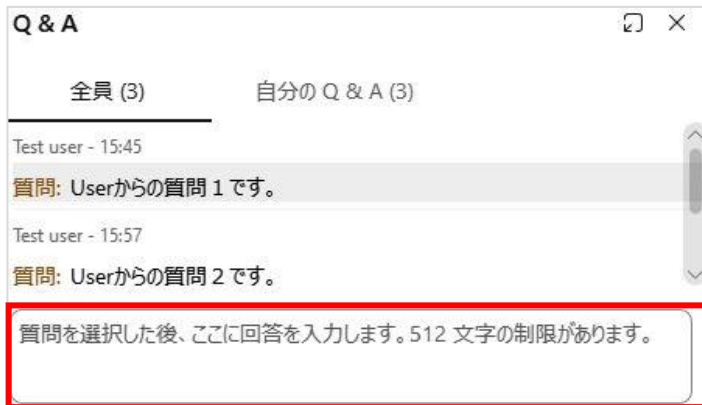 Q & A
全員 (3)
自分の Q & A (3)
Test user - 15:45
質問: Userからの質問１です。
Test user - 15:57
質問: Userからの質問２です。
質問を選択した後、ここに回答を入力します。512 文字の制限があります。